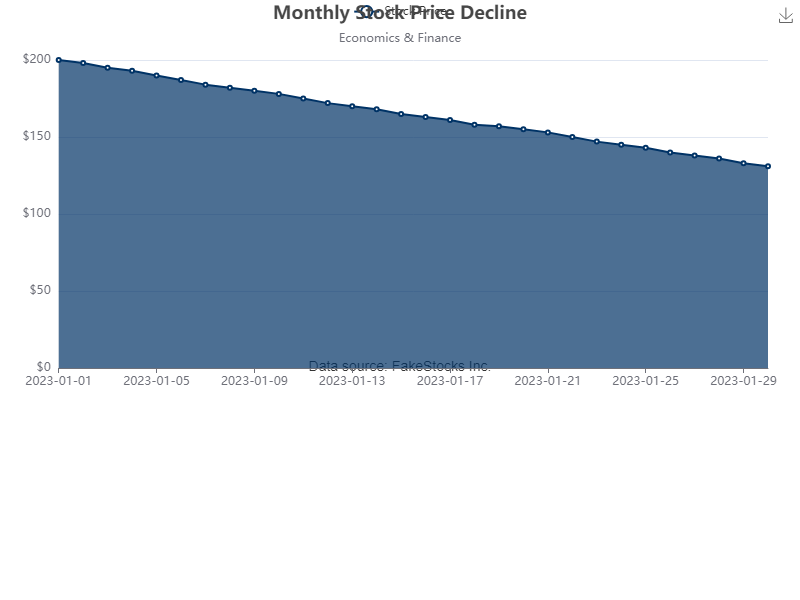 Monthly Stock Price Decline
Stock Price
Economics & Finance
$200
$150
$100
$50
$0
Data source: FakeStocks Inc.
2023-01-01 2023-01-05 2023-01-09 2023-01-13 2023-01-17 2023-01-21 2023-01-25 2023-01-29